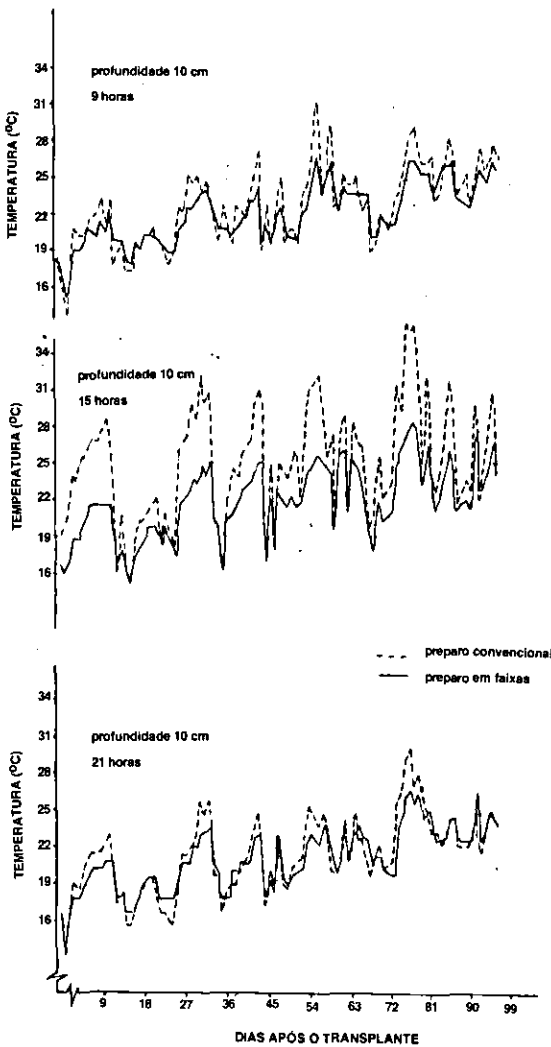 TEMPERATURA (ºC)
34
31
28
25
22
19
16
profundidade 10 cm
9 horas
TEMPERATURA (ºC)
34
31
28
25
22
19
16
profundidade 10 cm
15 horas
preparo convencional
preparo em faixas
TEMPERATURA (ºC)
34
31
28
25
22
19
16
profundidade 10 cm
21 horas
9 18 27 36 45 54 63 72 81 90 99
DIAS APÓS O TRANSPLANTE